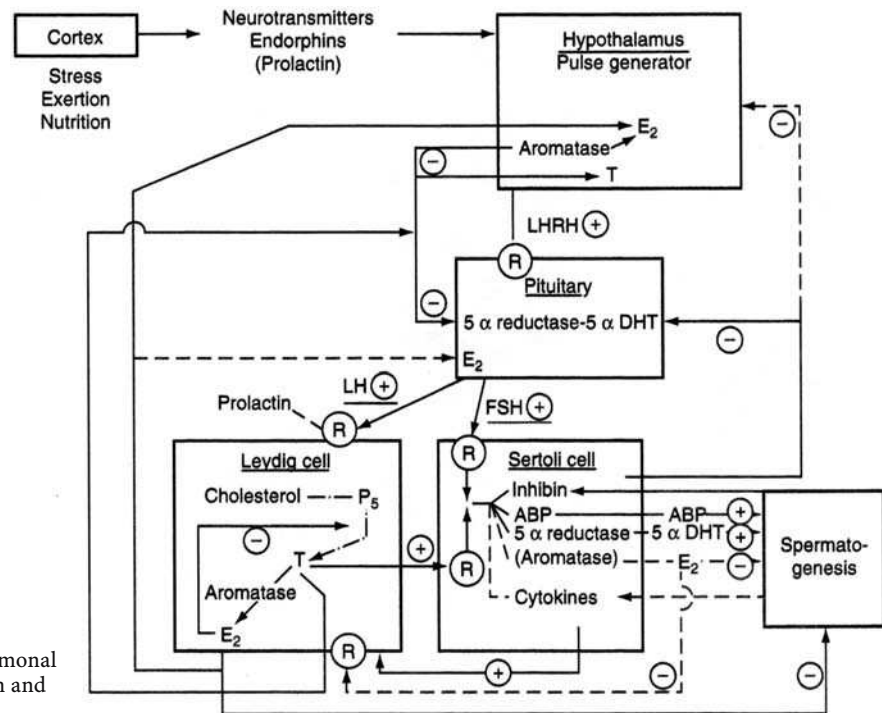 Cortex
Stress
Exertion
Nutrition
Neurotransmitters
Endorphins
(Prolactin)
Hypothalamus
Pulse generator
E₂
Aromatase
T
−
−
LHRH +
R
Pituitary
5 α reductase-5 α DHT
E₂
−
−
LH +
FSH +
Prolactin
R
R
Leydig cell
Cholesterol
P₅
−
T
Aromatase
E₂
R
+
Sertoli cell
Inhibin
ABP
5 α reductase
(Aromatase)
Cytokines
R
ABP +
5 α DHT +
E₂ −
Spermato-
genesis
+
−
−
monal
n and